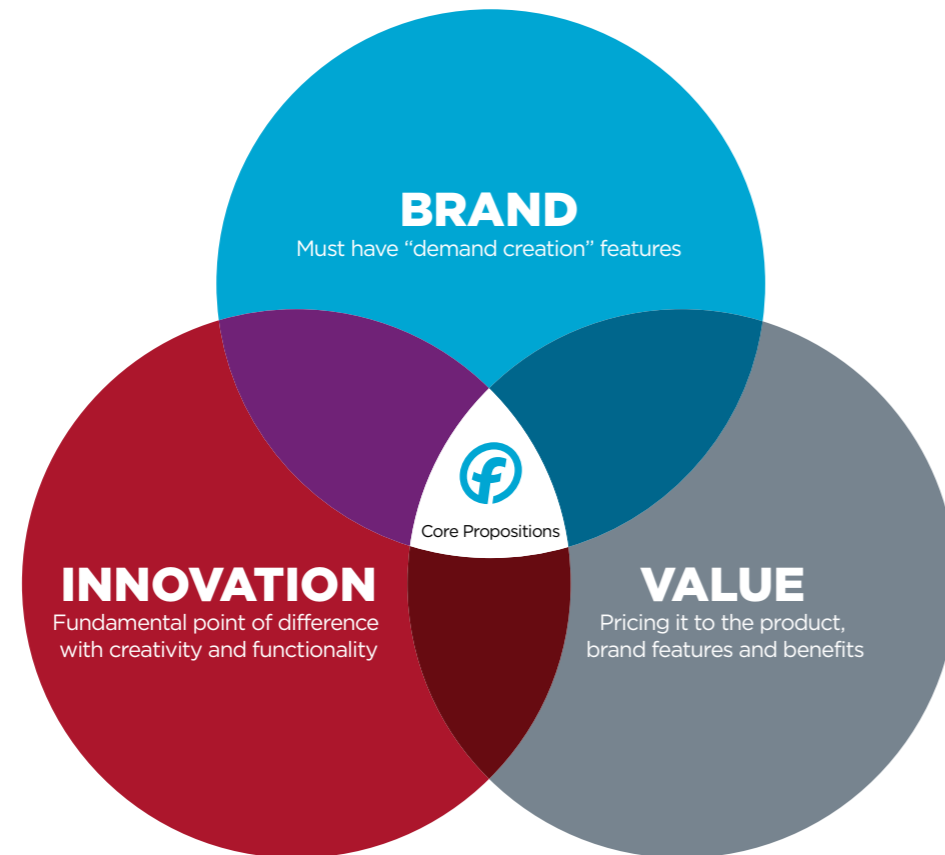 BRAND
Must have “demand creation” features
f
Core Propositions
INNOVATION
Fundamental point of difference
with creativity and functionality
VALUE
Pricing it to the product,
brand features and benefits